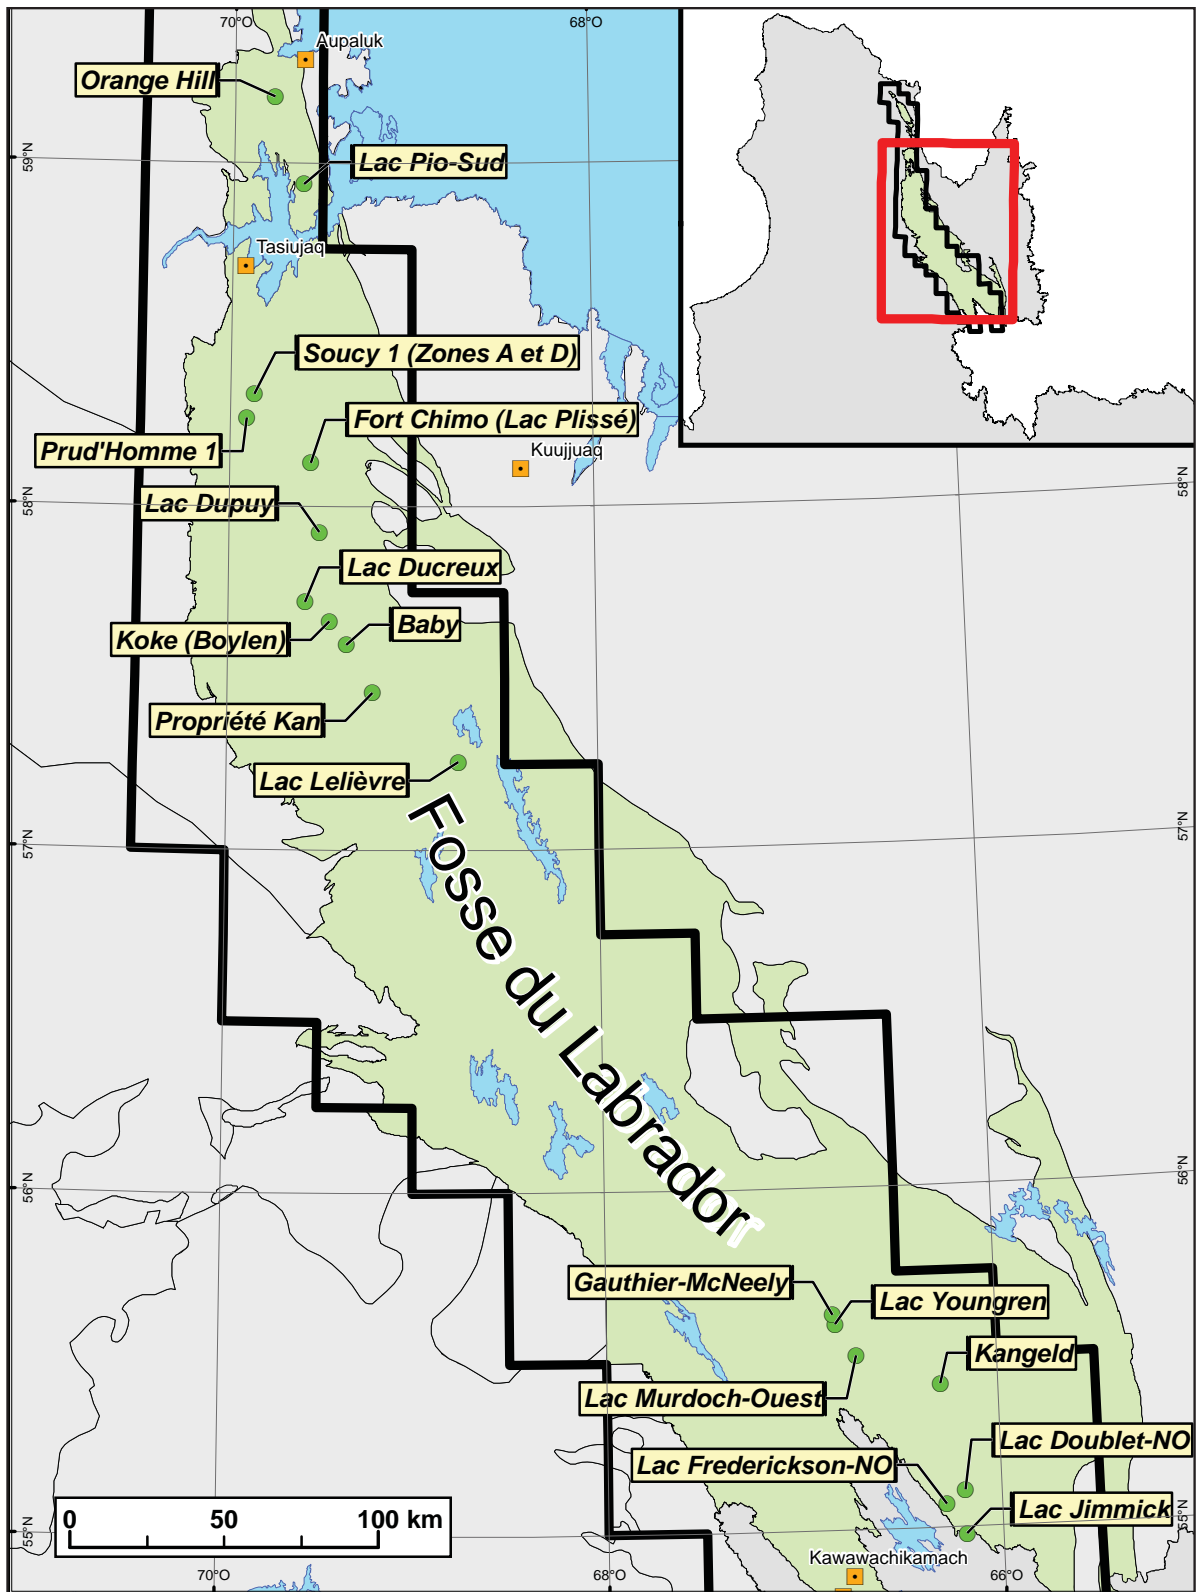 70°O
68°O
Aupaluk
Orange Hill
59°N
Lac Pio-Sud
Tasiujaq
Soucy 1 (Zones A et D)
Fort Chimo (Lac Plissé)
Prud'Homme 1
Kuujjuaq
58°N
58°N
Lac Dupuy
Lac Ducreux
Koke (Boylen)
Baby
Propriété Kan
Lac Lelièvre
57°N
57°N
Fosse du Labrador
56°N
56°N
Gauthier-McNeely
Lac Youngren
Kangeld
Lac Murdoch-Ouest
Lac Doublet-NO
Lac Frederickson-NO
Lac Jimmick
0 50 100 km
55°N
55°N
Kawawachikamach
70°O
68°O
66°O